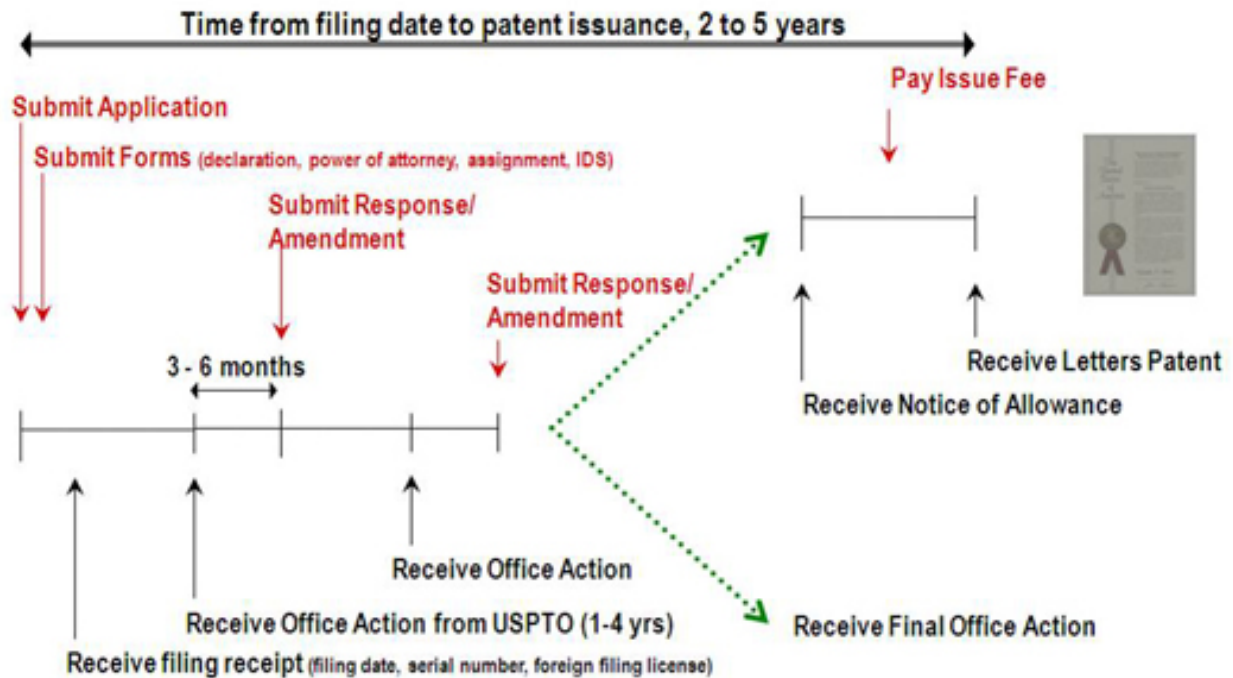 Time from filing date to patent issuance, 2 to 5 years
Pay Issue Fee
Submit Application
Submit Forms (declaration, power of attorney, assignment, IDS)
Submit Response/
Amendment
Submit Response/
Amendment
3 - 6 months
Receive Letters Patent
Receive Notice of Allowance
Receive Office Action
Receive Office Action from USPTO (1-4 yrs)
Receive Final Office Action
Receive filing receipt (filing date, serial number, foreign filing license)